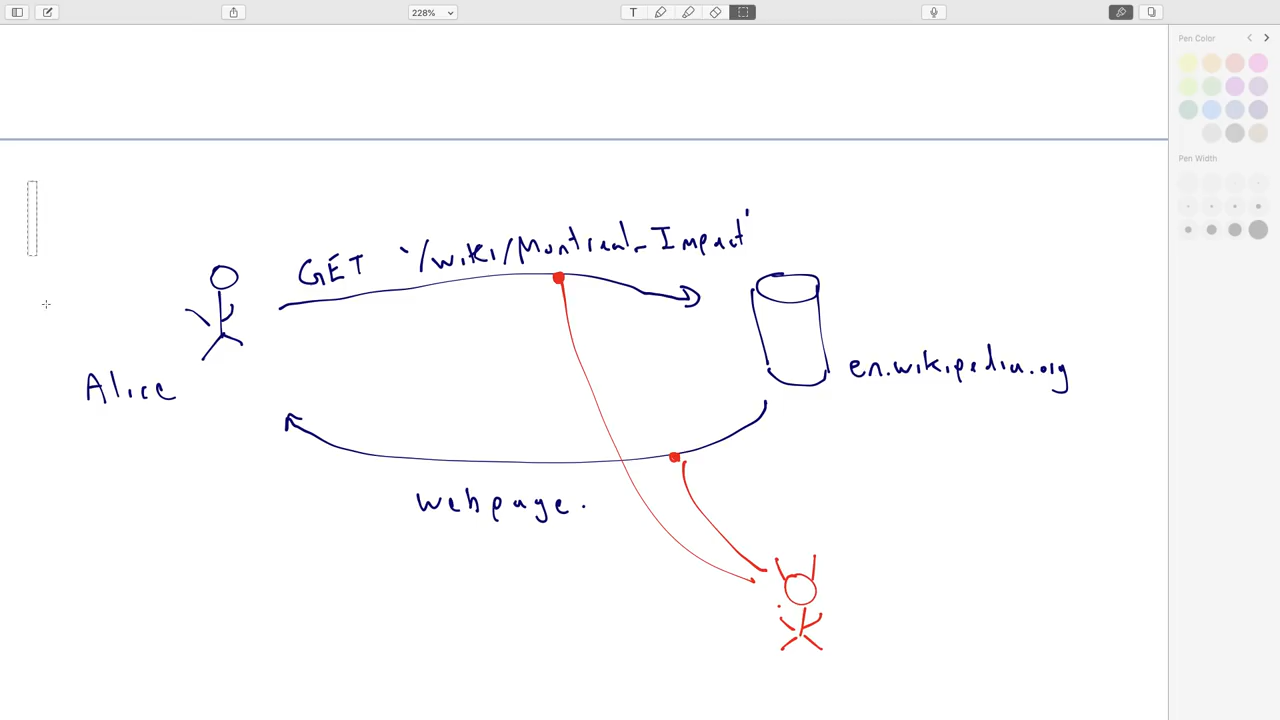 228%
T
Pen Color
Pen Width
GET '/wiki/Montreal_Impact'
en.wikipedia.org
Alice
webpage.